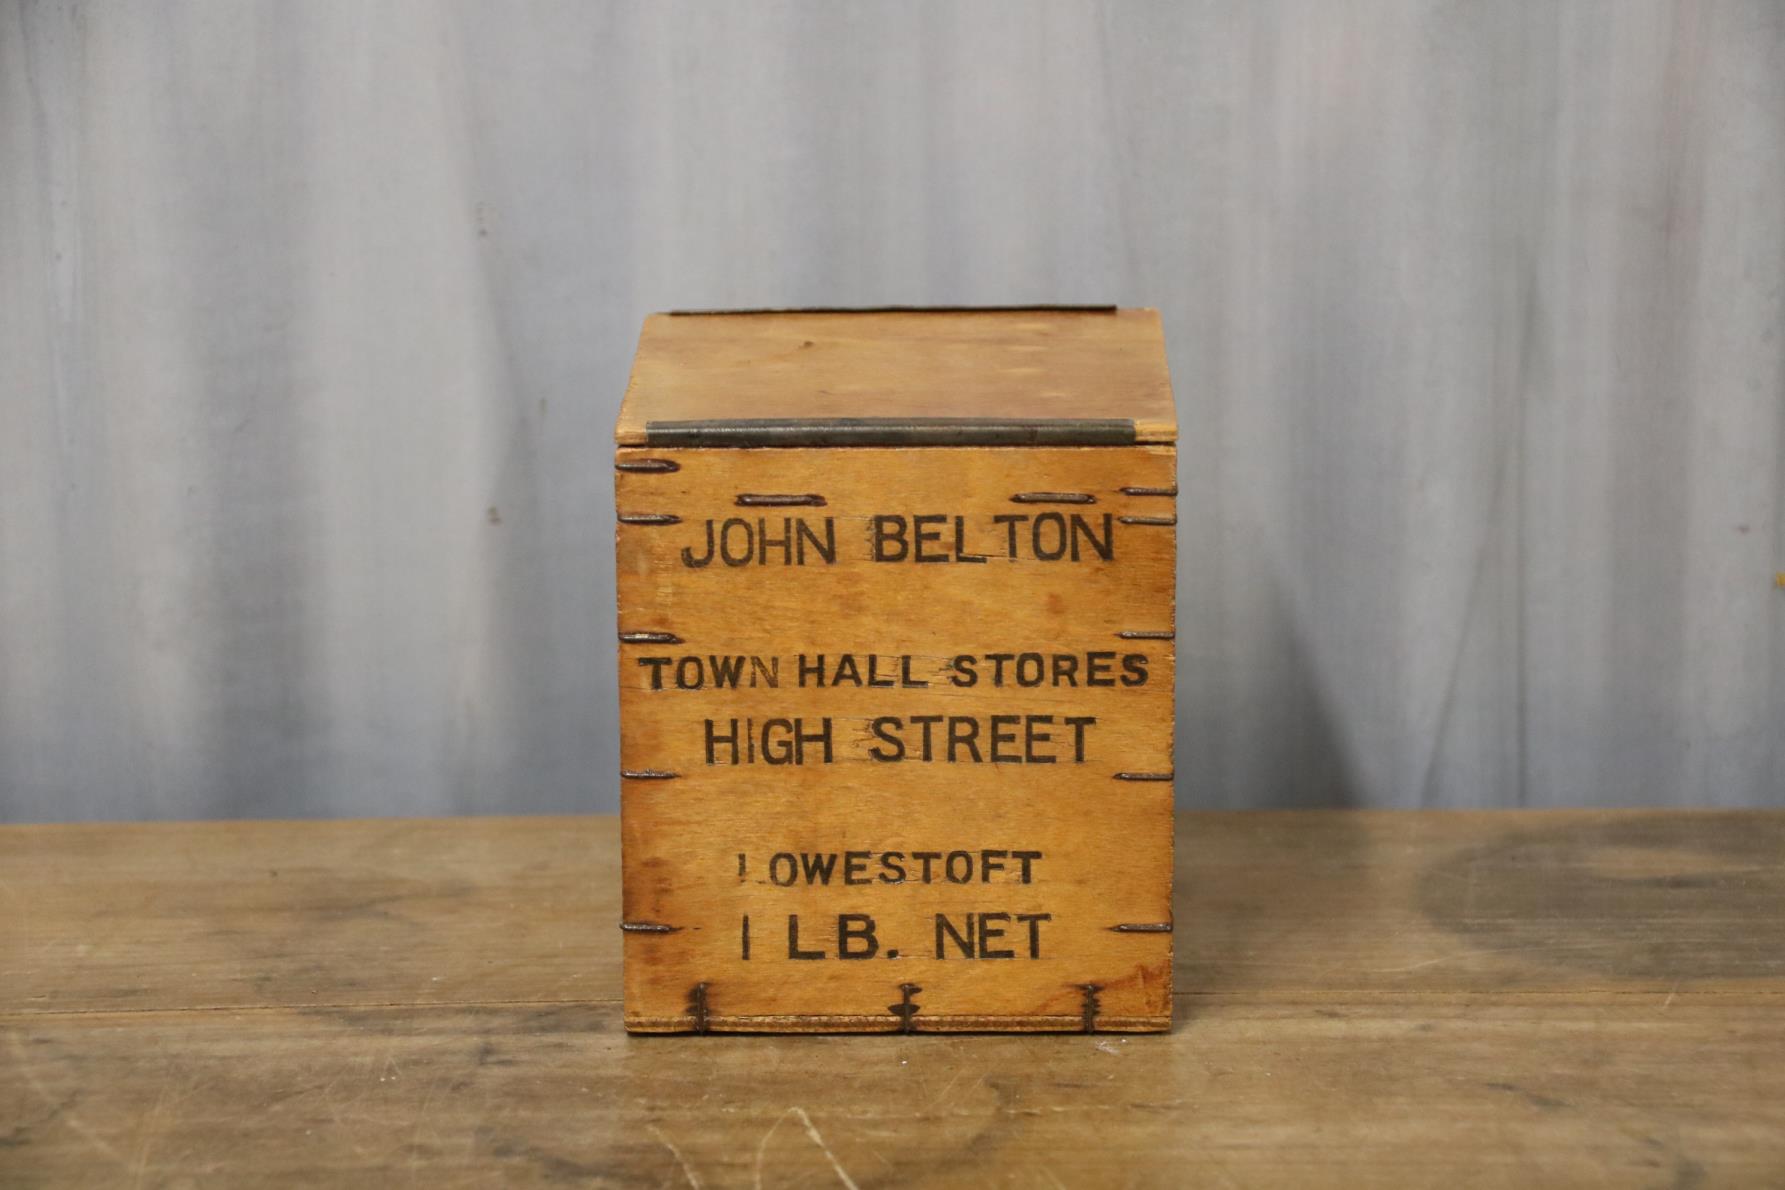 JOHN BELTON
TOWN HALL STORES
HIGH STREET
LOWESTOFT
1 LB. NET